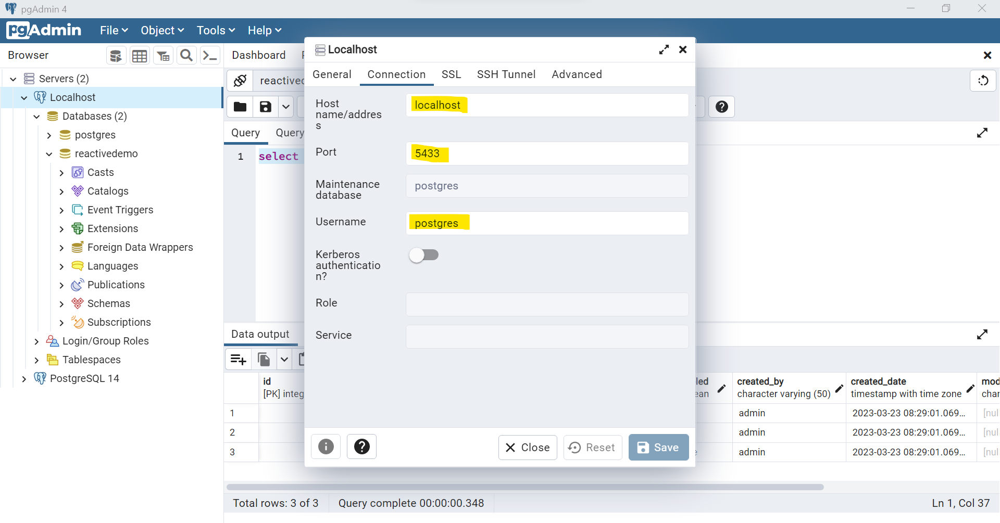 pgAdmin 4
pgAdmin File Object Tools Help
Browser
Servers (2)
Localhost
Databases (2)
postgres
reactivedemo
Casts
Catalogs
Event Triggers
Extensions
Foreign Data Wrappers
Languages
Publications
Schemas
Subscriptions
Login/Group Roles
Tablespaces
PostgreSQL 14
Dashboard
Query Query
1 select
Localhost
General Connection SSL SSH Tunnel Advanced
Host
name/addres
s
localhost
Port
5433
Maintenance
database
postgres
Username
postgres
Kerberos
authenticatio
n?
Role
Service
Close Reset Save
Data output
id
[PK] integ
led
ean
created_by
character varying (50)
created_date
timestamp with time zone
mod
char
1 admin 2023-03-23 08:29:01.069... [nul
2 admin 2023-03-23 08:29:01.069... [nul
3 admin 2023-03-23 08:29:01.069... [nul
Total rows: 3 of 3 Query complete 00:00:00.348 Ln 1, Col 37